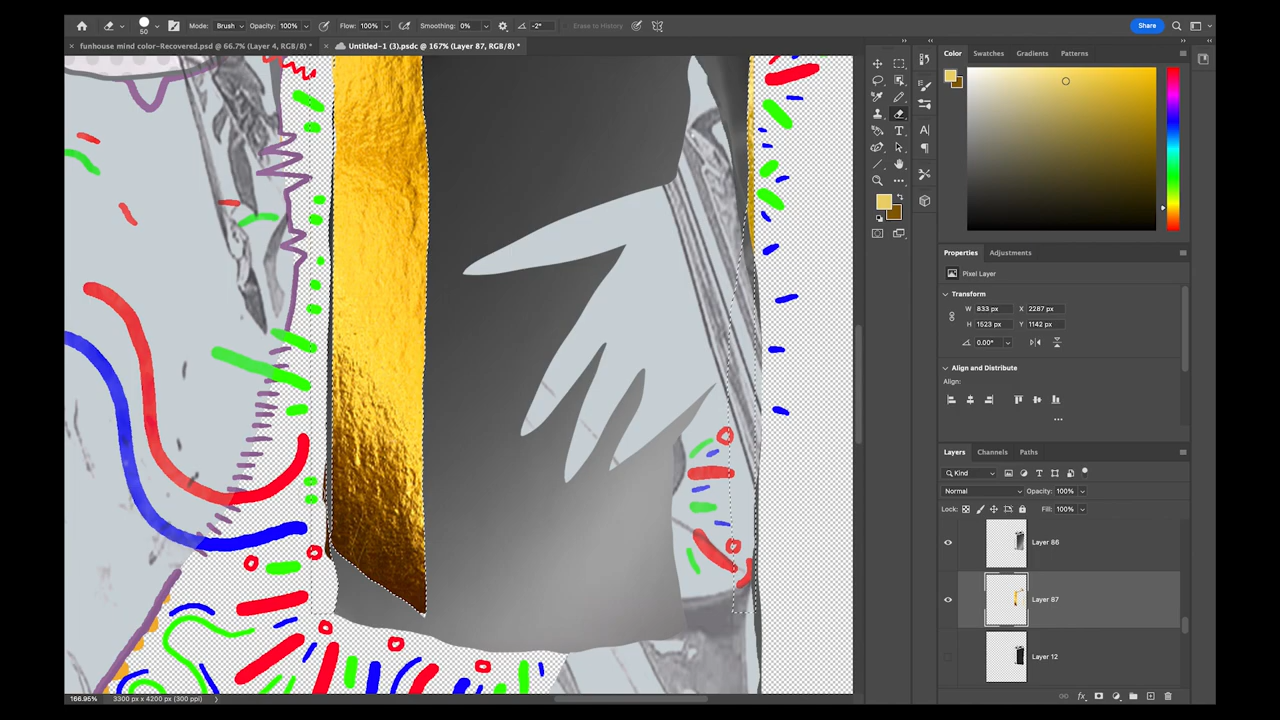 50
Mode: Brush Opacity: 100% Flow: 100% Smoothing: 0% -2° Erase to History Share
× funhouse mind color-Recovered.psd @ 66.7% (Layer 4, RGB/8) * × Untitled-1 (3).psdc @ 167% (Layer 87, RGB/8) *
Color Swatches Gradients Patterns
Properties Adjustments
Pixel Layer
Transform
W 833 px X 2287 px
H 1523 px Y 1142 px
0.00°
Align and Distribute
Align:
Layers Channels Paths
Kind
Normal Opacity: 100%
Lock: Fill: 100%
Layer 86
Layer 87
Layer 12
fx
166.95% 3300 px x 4200 px (300 ppi)